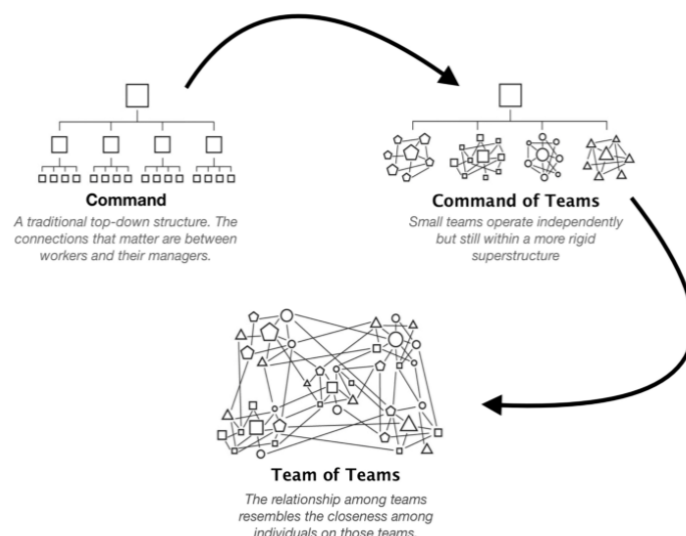 Command
A traditional top-down structure. The
connections that matter are between
workers and their managers.
Command of Teams
Small teams operate independently
but still within a more rigid
superstructure
Team of Teams
The relationship among teams
resembles the closeness among
individuals on those teams.